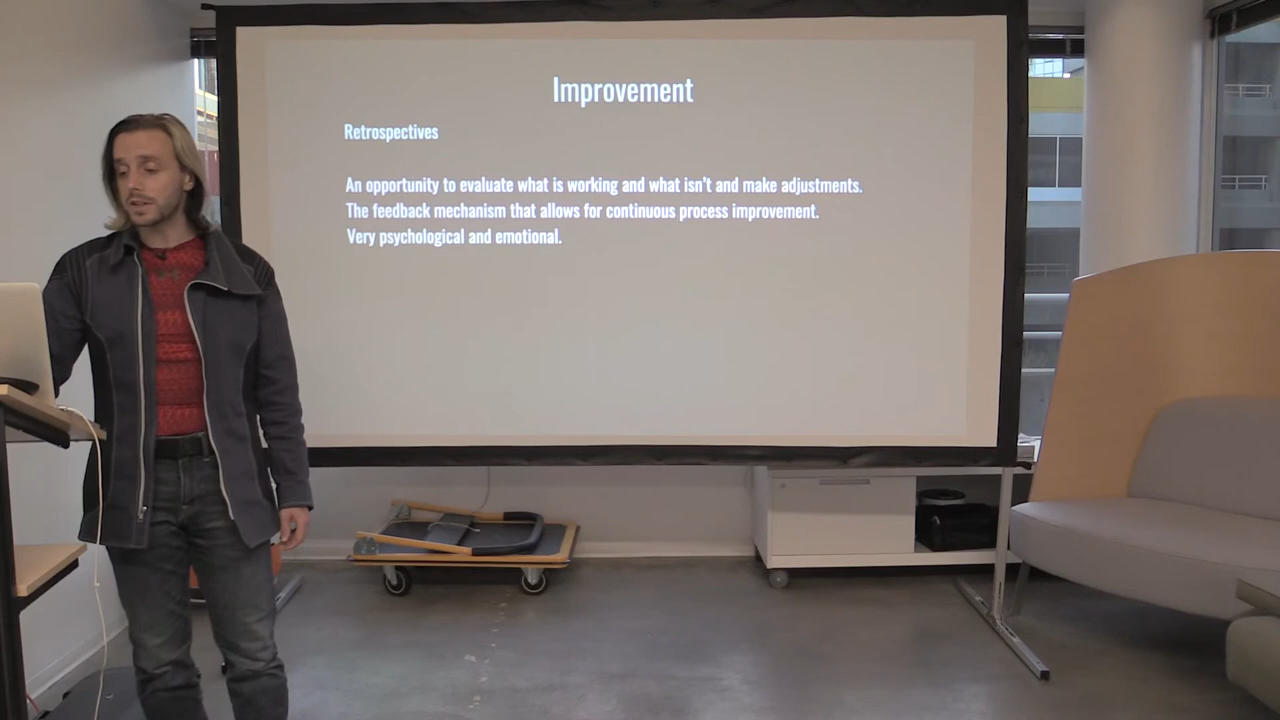 Improvement
Retrospectives
An opportunity to evaluate what is working and what isn't and make adjustments.
The feedback mechanism that allows for continuous process improvement.
Very psychological and emotional.